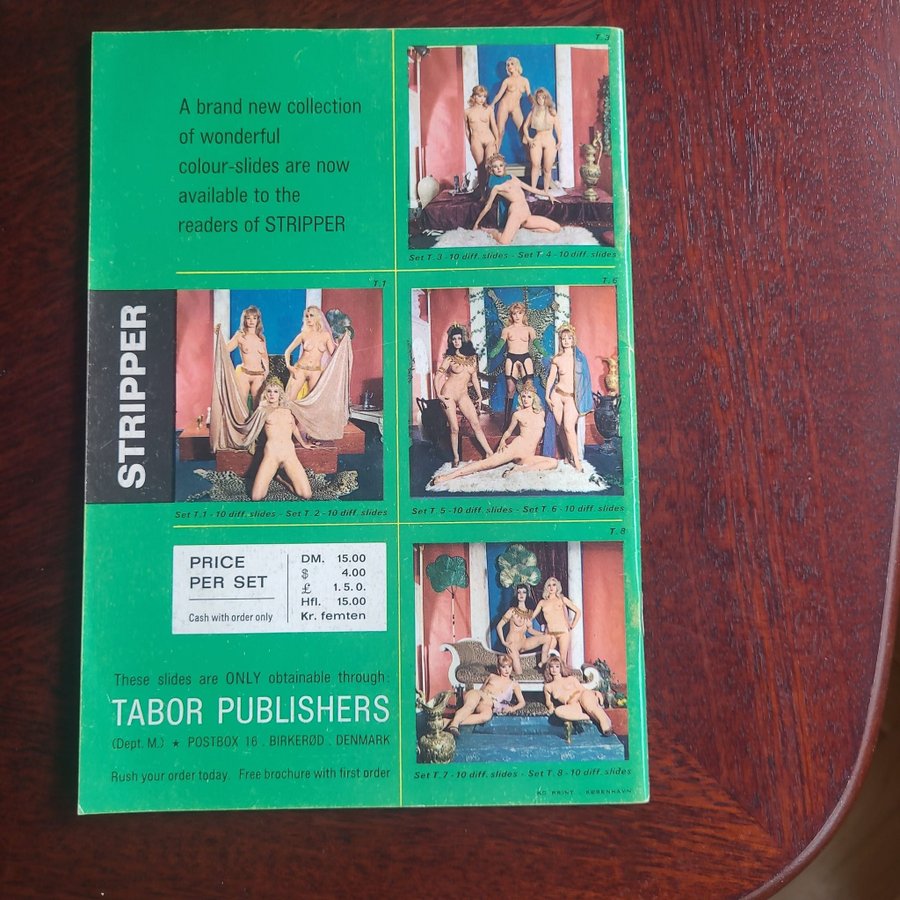 A brand new collection
of wonderful
colour-slides are now
available to the
readers of STRIPPER
T. 3
Set T. 3 - 10 diff. slides - Set T. 4 - 10 diff. slides
STRIPPER
T. 1
Set T. 1 - 10 diff. slides - Set T. 2 - 10 diff. slides
T. 6
Set T. 5 - 10 diff. slides - Set T. 6 - 10 diff. slides
PRICE
PER SET
Cash with order only
DM. 15.00
$ 4.00
£ 1. 5. 0.
Hfl. 15.00
Kr. femten
T. 8
Set T. 7 - 10 diff. slides - Set T. 8 - 10 diff. slides
These slides are ONLY obtainable through:
TABOR PUBLISHERS
(Dept. M.) ★ POSTBOX 16 . BIRKERØD . DENMARK
Rush your order today. Free brochure with first order
KS PRINT . KØBENHAVN